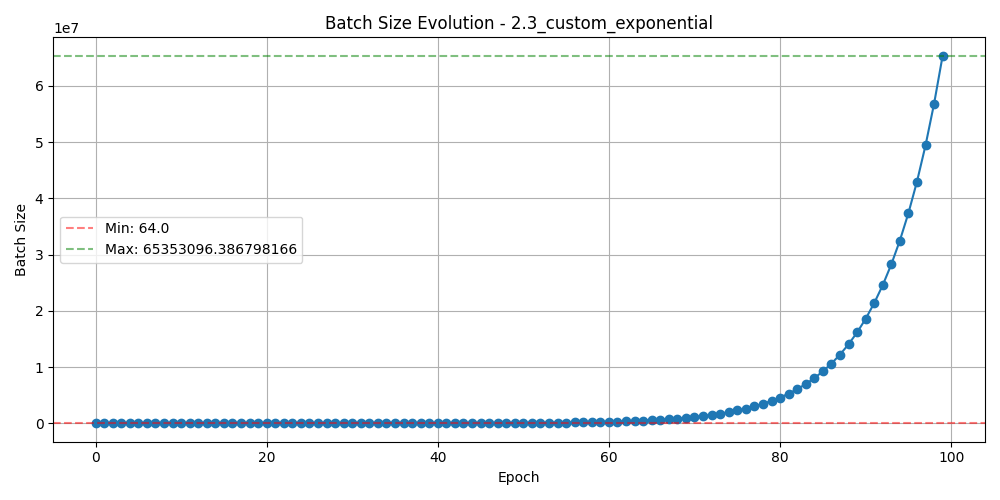 Batch Size Evolution - 2.3_custom_exponential
1e7
6
5
4
3
2
1
0
Batch Size
Min: 64.0
Max: 65353096.386798166
0 20 40 60 80 100
Epoch